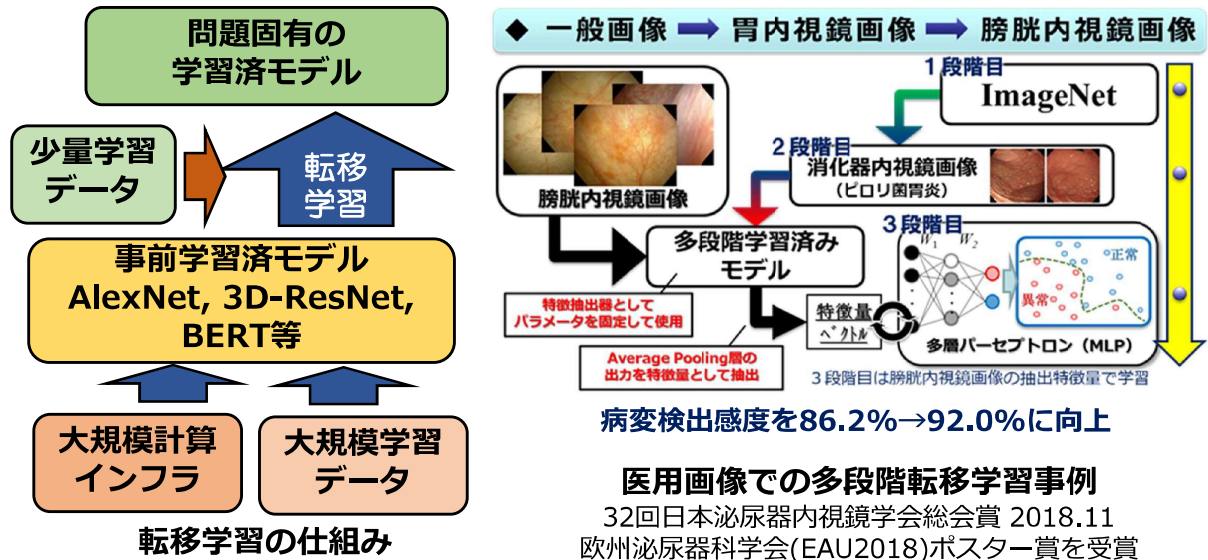 問題固有の
学習済モデル
少量学習
データ
転移
学習
事前学習済モデル
AlexNet, 3D-ResNet,
BERT等
大規模計算
インフラ
大規模学習
データ
転移学習の仕組み
◆ 一般画像 ➡ 胃内視鏡画像 ➡ 膀胱内視鏡画像
1段階目
ImageNet
膀胱内視鏡画像
2段階目
消化器内視鏡画像
(ピロリ菌胃炎)
多段階学習済み
モデル
特徴抽出器として
パラメータを固定して使用
Average Pooling層の
出力を特徴量として抽出
特徴量
ベクトル
3段階目
W1 W2
正常
異常
多層パーセプトロン（MLP）
３段階目は膀胱内視鏡画像の抽出特徴量で学習
病変検出感度を86.2%→92.0%に向上
医用画像での多段階転移学習事例
32回日本泌尿器内視鏡学会総会賞 2018.11
欧州泌尿器科学会(EAU2018)ポスター賞を受賞